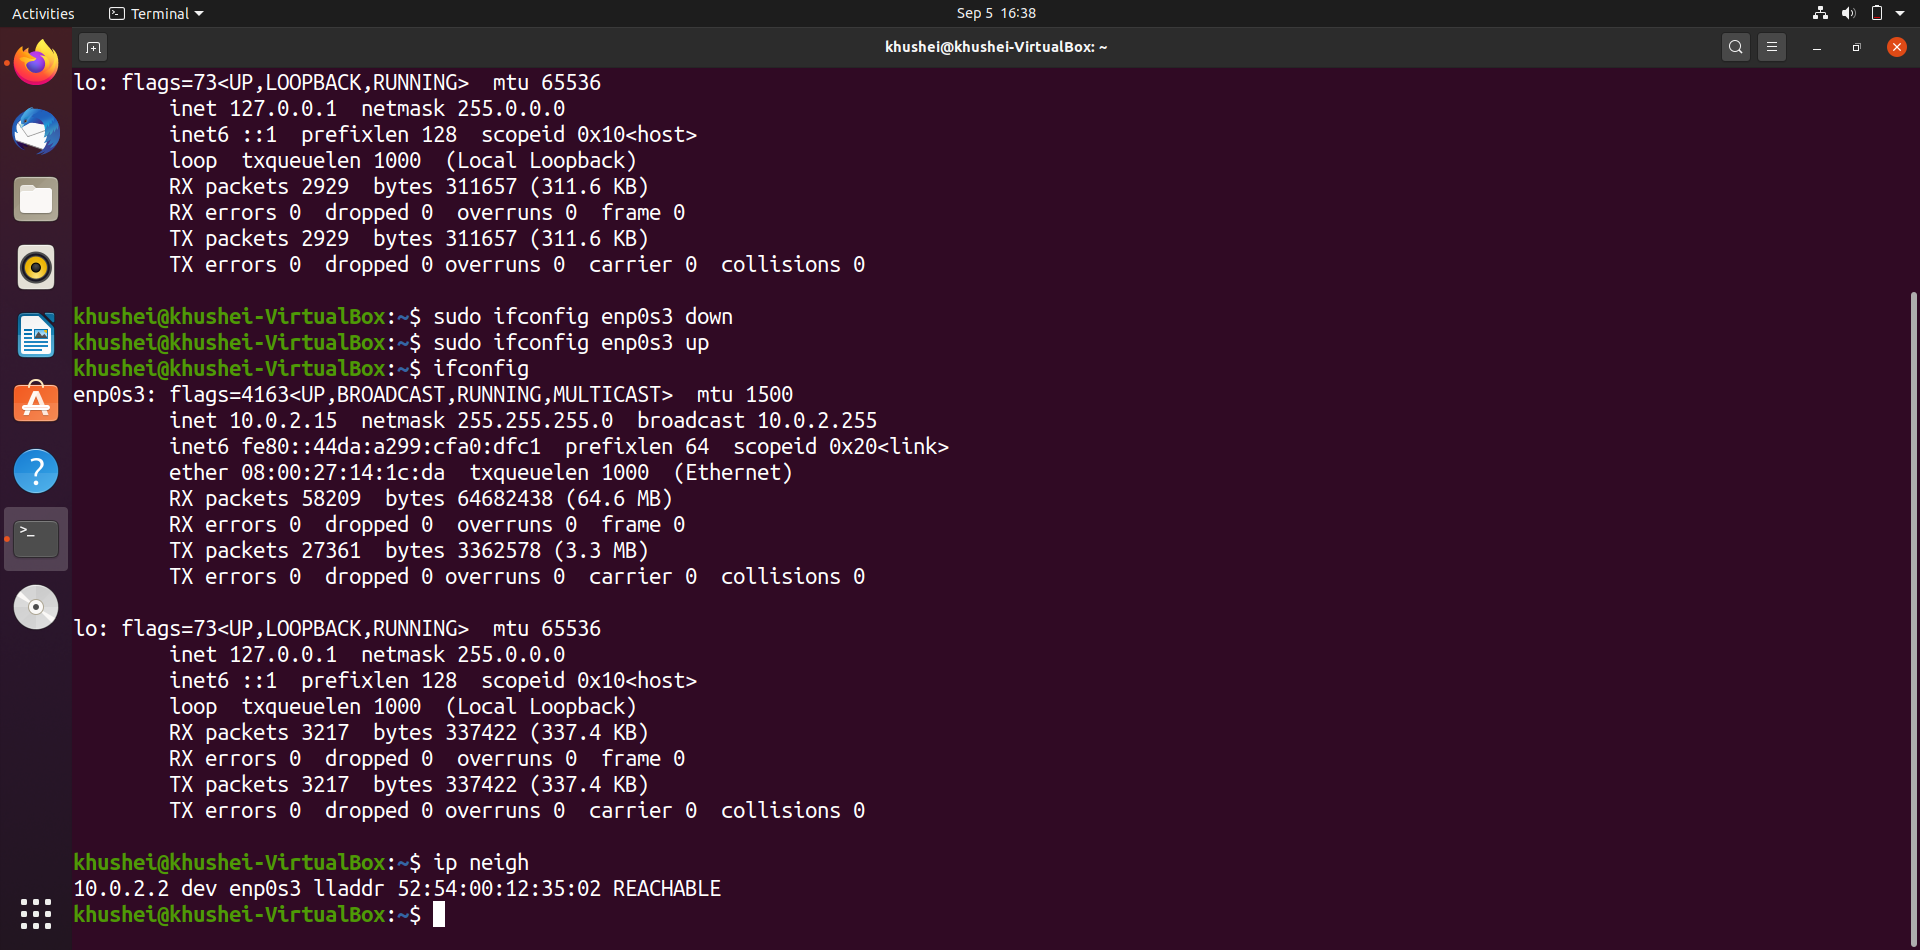 Activities Terminal Sep 5 16:38
khushei@khushei-VirtualBox: ~
lo: flags=73<UP,LOOPBACK,RUNNING>  mtu 65536
        inet 127.0.0.1  netmask 255.0.0.0
        inet6 ::1  prefixlen 128  scopeid 0x10<host>
        loop  txqueuelen 1000  (Local Loopback)
        RX packets 2929  bytes 311657 (311.6 KB)
        RX errors 0  dropped 0  overruns 0  frame 0
        TX packets 2929  bytes 311657 (311.6 KB)
        TX errors 0  dropped 0 overruns 0  carrier 0  collisions 0
khushei@khushei-VirtualBox:~$ sudo ifconfig enp0s3 down
khushei@khushei-VirtualBox:~$ sudo ifconfig enp0s3 up
khushei@khushei-VirtualBox:~$ ifconfig
enp0s3: flags=4163<UP,BROADCAST,RUNNING,MULTICAST>  mtu 1500
        inet 10.0.2.15  netmask 255.255.255.0  broadcast 10.0.2.255
        inet6 fe80::44da:a299:cfa0:dfc1  prefixlen 64  scopeid 0x20<link>
        ether 08:00:27:14:1c:da  txqueuelen 1000  (Ethernet)
        RX packets 58209  bytes 64682438 (64.6 MB)
        RX errors 0  dropped 0  overruns 0  frame 0
        TX packets 27361  bytes 3362578 (3.3 MB)
        TX errors 0  dropped 0 overruns 0  carrier 0  collisions 0
lo: flags=73<UP,LOOPBACK,RUNNING>  mtu 65536
        inet 127.0.0.1  netmask 255.0.0.0
        inet6 ::1  prefixlen 128  scopeid 0x10<host>
        loop  txqueuelen 1000  (Local Loopback)
        RX packets 3217  bytes 337422 (337.4 KB)
        RX errors 0  dropped 0  overruns 0  frame 0
        TX packets 3217  bytes 337422 (337.4 KB)
        TX errors 0  dropped 0 overruns 0  carrier 0  collisions 0
khushei@khushei-VirtualBox:~$ ip neigh
10.0.2.2 dev enp0s3 lladdr 52:54:00:12:35:02 REACHABLE
khushei@khushei-VirtualBox:~$